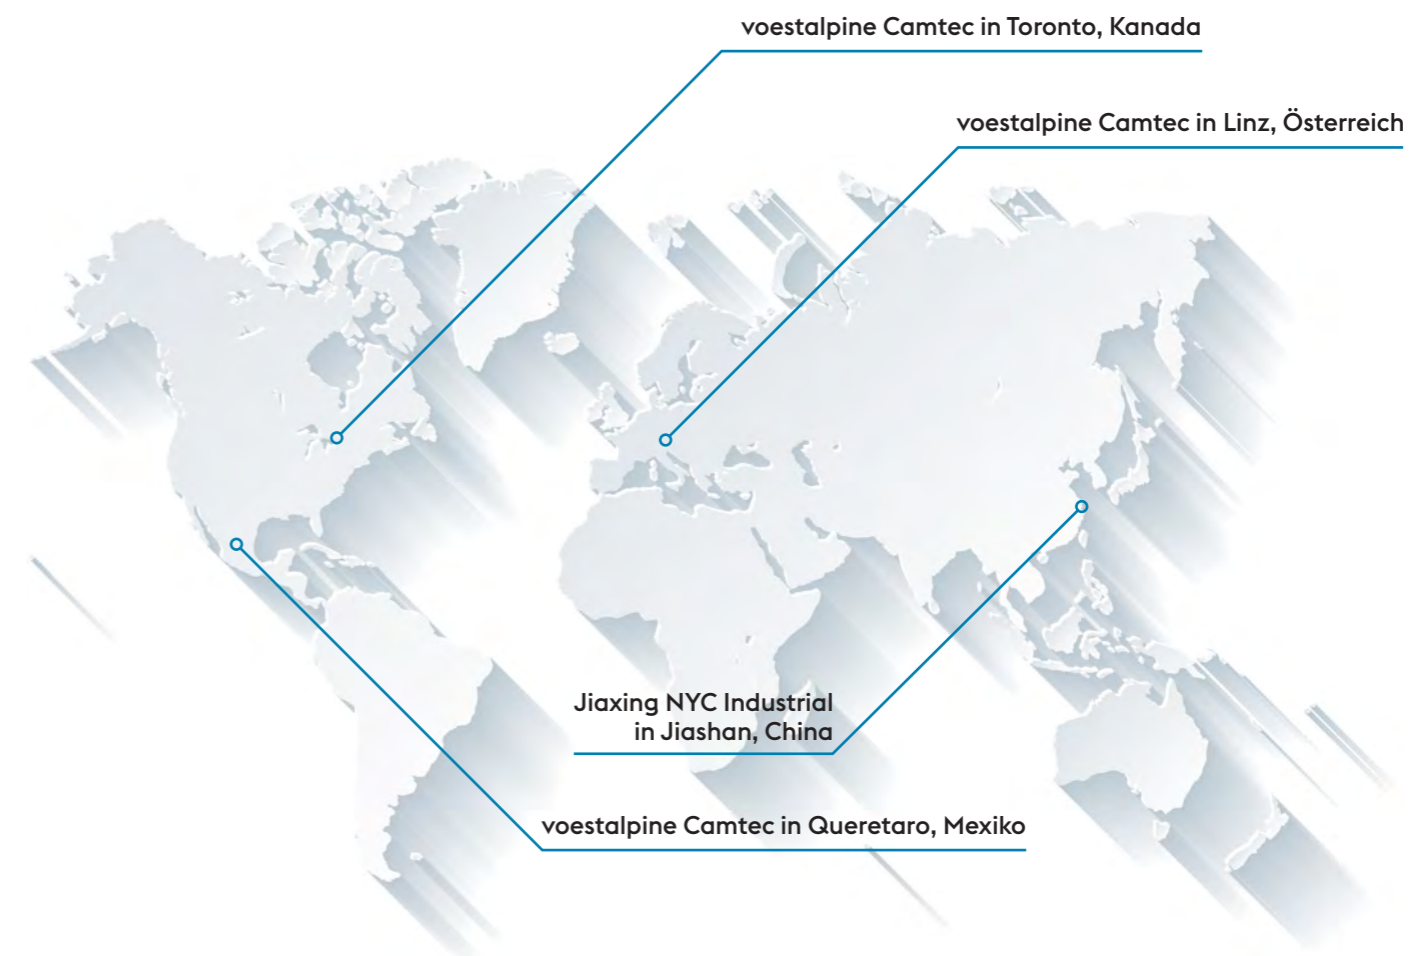 voestalpine Camtec in Toronto, Kanada
voestalpine Camtec in Linz, Österreich
Jiaxing NYC Industrial
in Jiashan, China
voestalpine Camtec in Queretaro, Mexiko